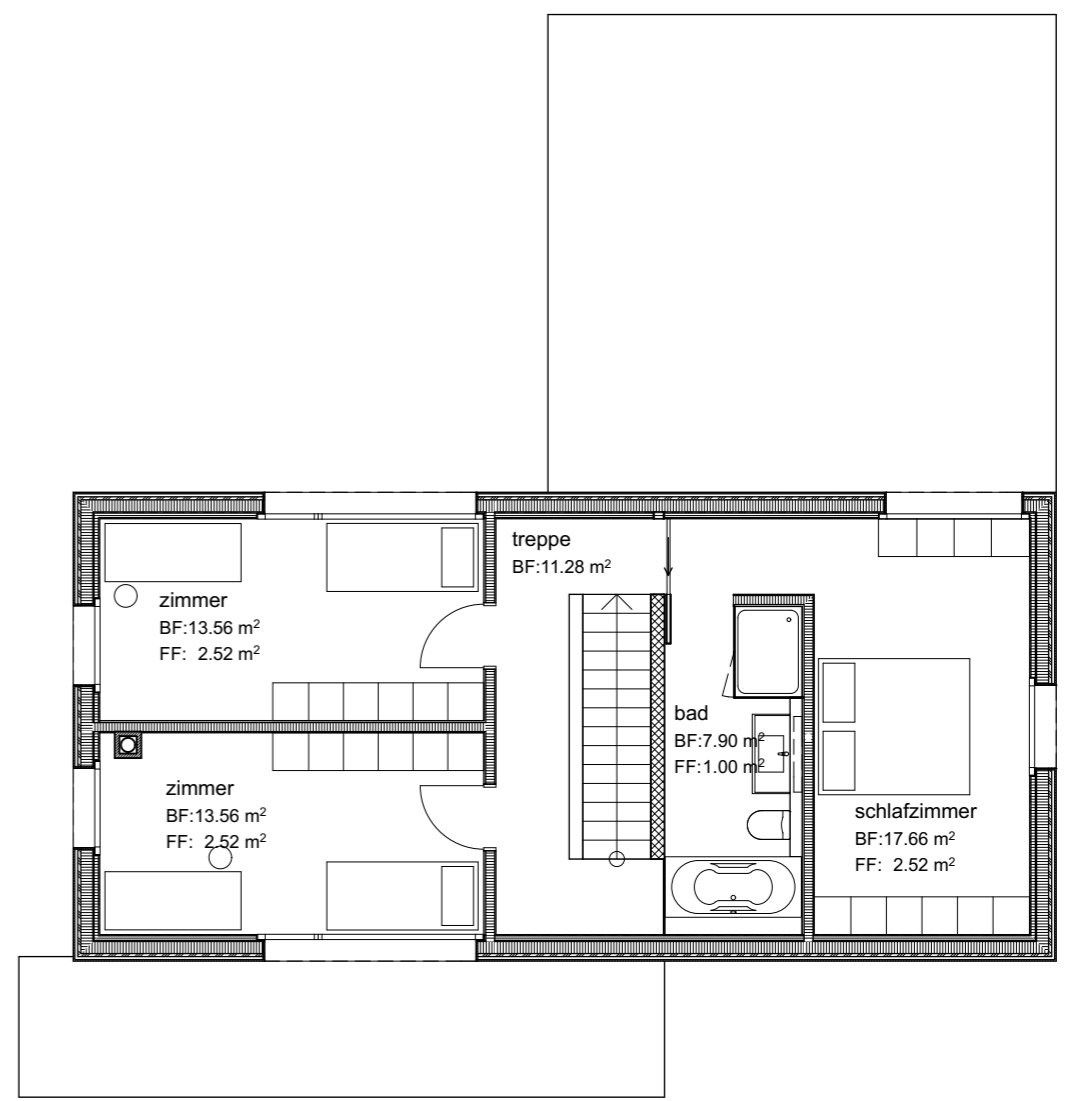 treppe
BF:11.28 m²
zimmer
BF:13.56 m²
FF: 2.52 m²
bad
BF:7.90 m²
FF:1.00 m²
zimmer
BF:13.56 m²
FF: 2.52 m²
schlafzimmer
BF:17.66 m²
FF: 2.52 m²